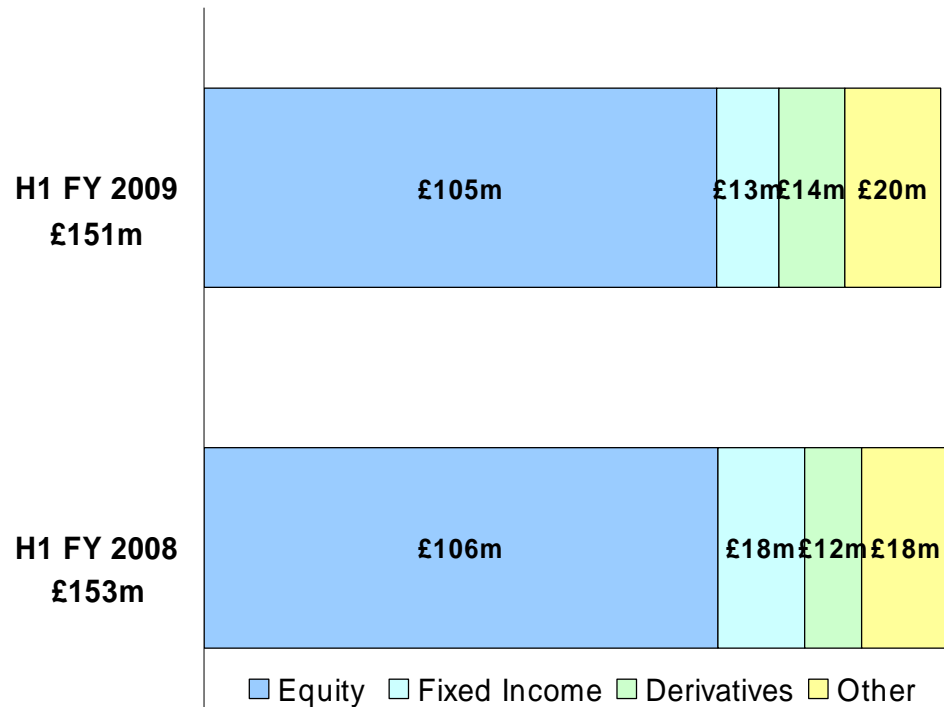 H1 FY 2009
£151m
£105m £13m £14m £20m
H1 FY 2008
£153m
£106m £18m £12m £18m
Equity Fixed Income Derivatives Other